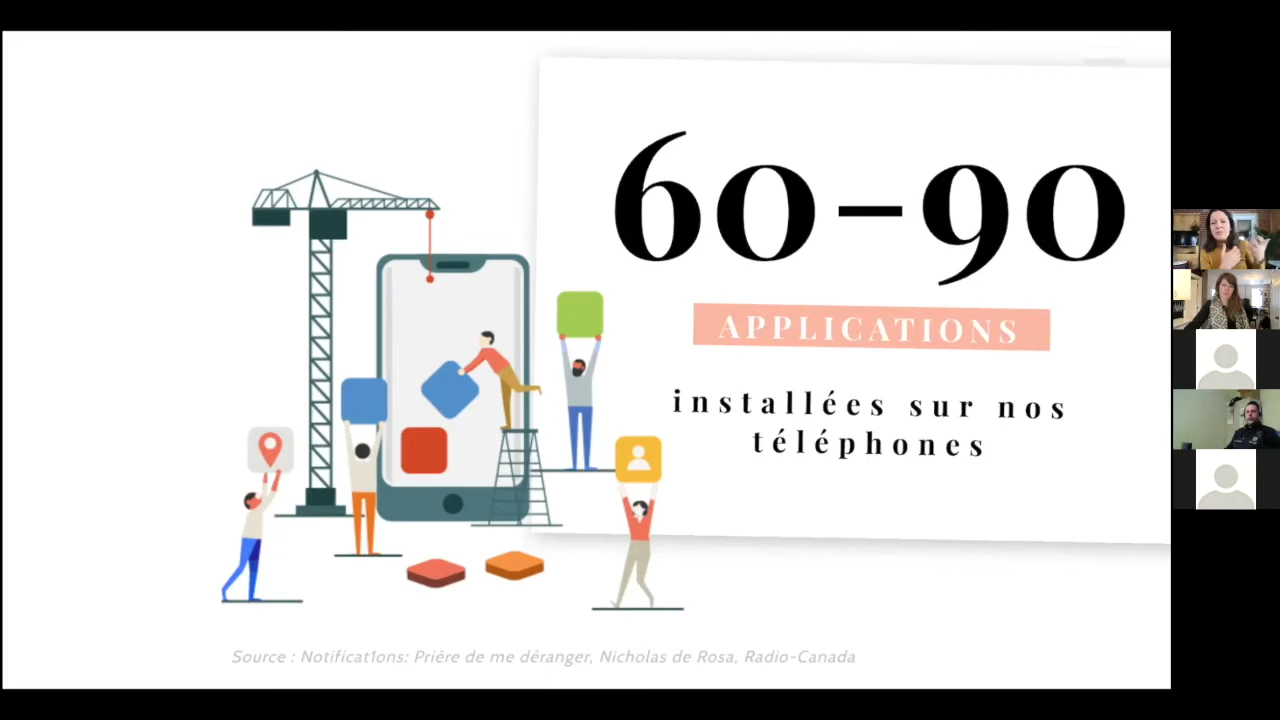 60-90
APPLICATIONS
installées sur nos
téléphones
Source : Notificat1ons: Prière de me déranger, Nicholas de Rosa, Radio-Canada